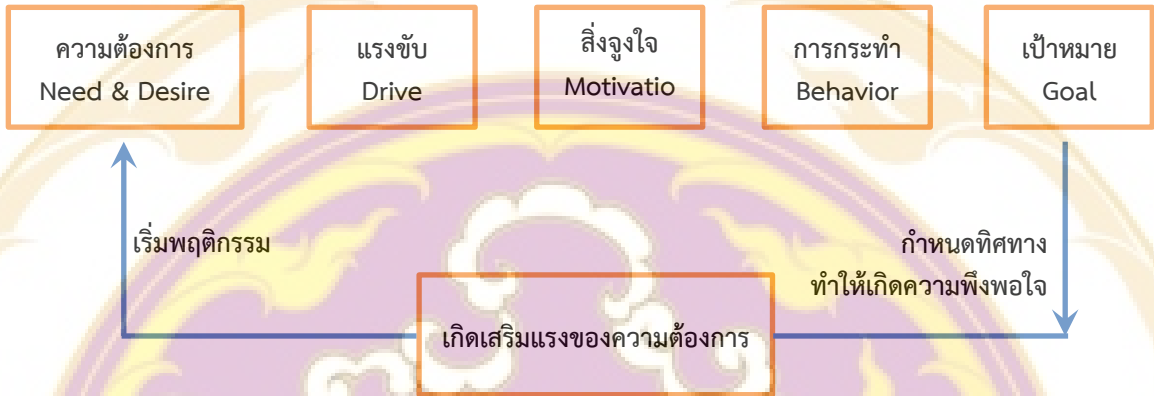 ความต้องการ
Need & Desire
แรงขับ
Drive
สิ่งจูงใจ
Motivatio
การกระทำ
Behavior
เป้าหมาย
Goal
เริ่มพฤติกรรม
กำหนดทิศทาง
ทำให้เกิดความพึงพอใจ
เกิดเสริมแรงของความต้องการ